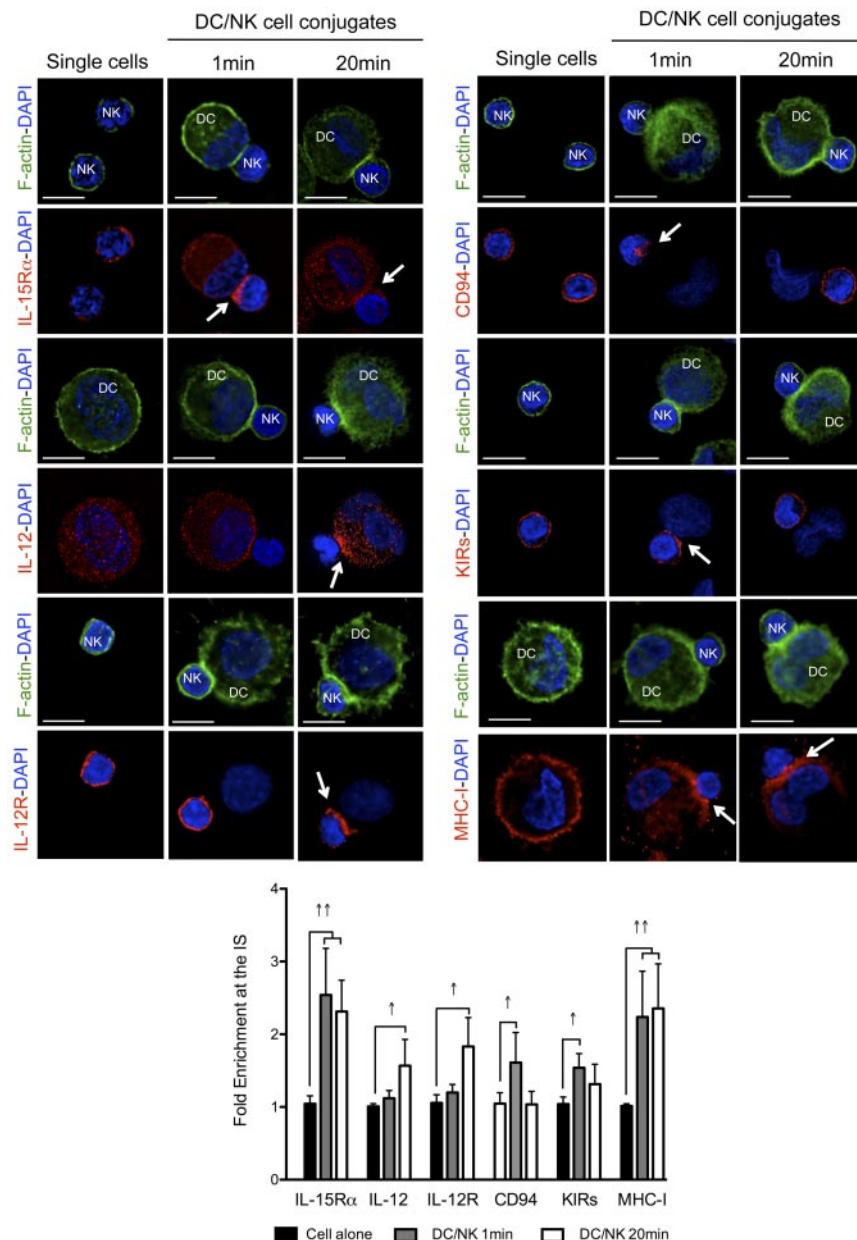 DC/NK cell conjugates
Single cells 1min 20min
F-actin-DAPI
NK
NK
DC
NK
DC
NK
IL-15Rα-DAPI
F-actin-DAPI
DC
DC
NK
DC
NK
IL-12-DAPI
F-actin-DAPI
NK
NK
DC
DC
NK
IL-12R-DAPI
DC/NK cell conjugates
Single cells 1min 20min
F-actin-DAPI
NK
NK
NK
DC
DC
NK
CD94-DAPI
F-actin-DAPI
NK
DC
NK
NK
DC
KIRs-DAPI
F-actin-DAPI
DC
DC
NK
NK
DC
MHC-I-DAPI
Fold Enrichment at the IS
4
3
2
1
0
↑↑
↑
↑
↑
↑
↑↑
IL-15Rα IL-12 IL-12R CD94 KIRs MHC-I
Cell alone DC/NK 1min DC/NK 20min